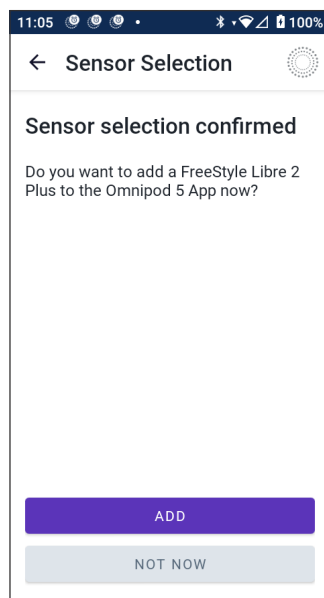 11:05
100%
Sensor Selection
Sensor selection confirmed
Do you want to add a FreeStyle Libre 2
Plus to the Omnipod 5 App now?
ADD
NOT NOW